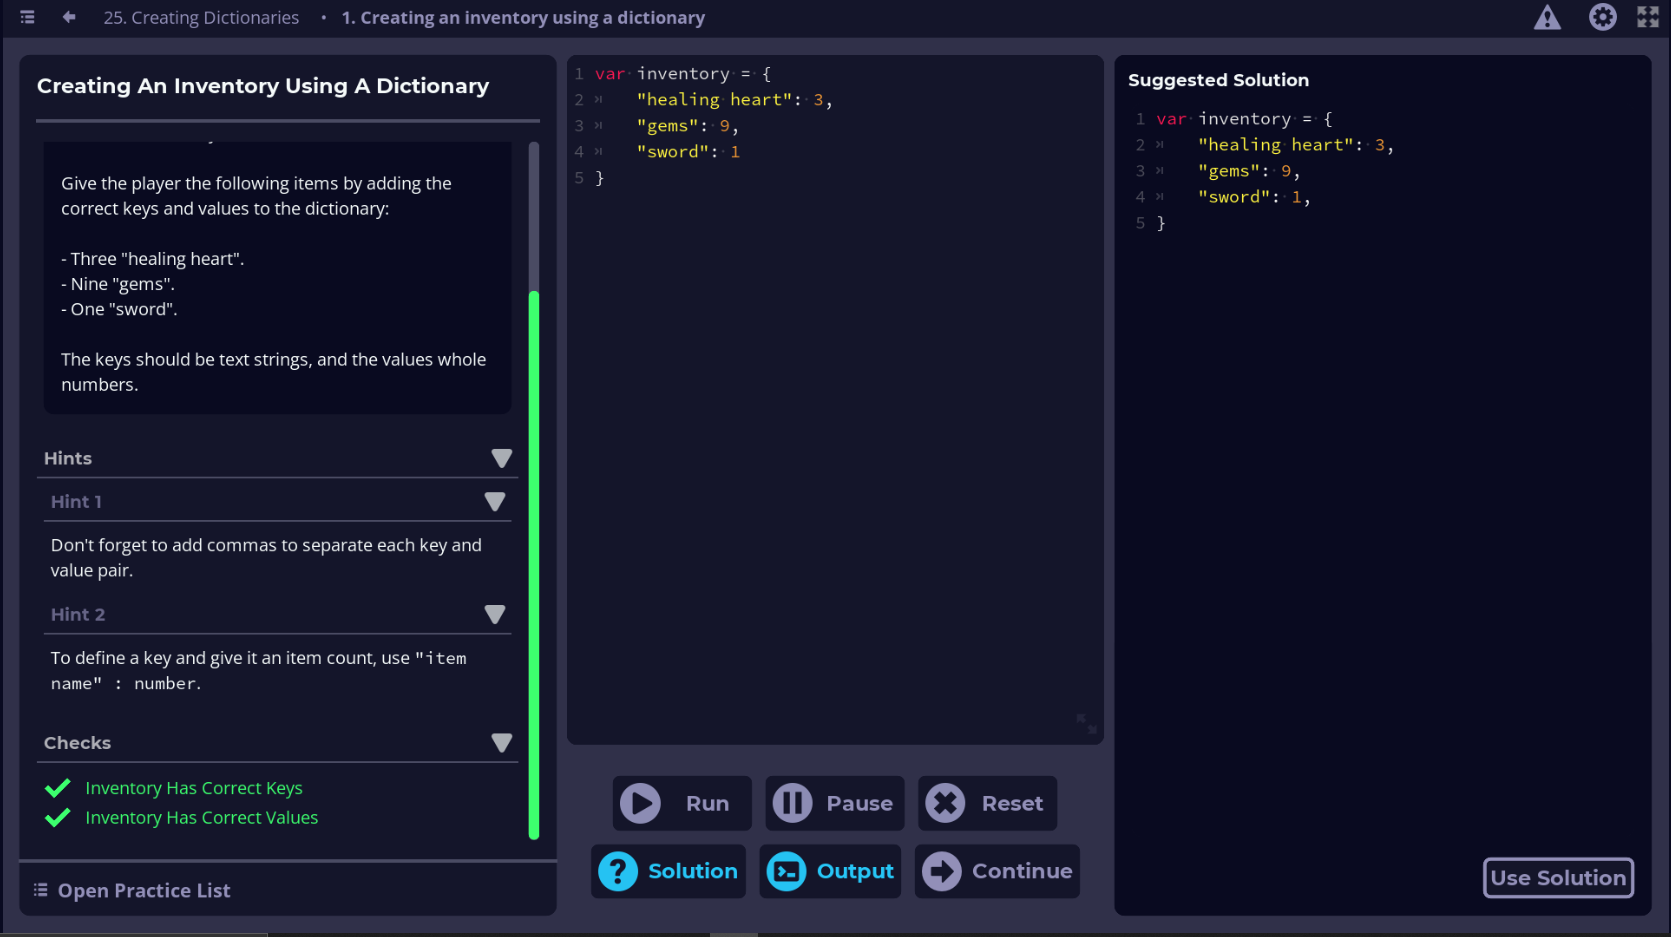 25. Creating Dictionaries • 1. Creating an inventory using a dictionary
Creating An Inventory Using A Dictionary
Give the player the following items by adding the
correct keys and values to the dictionary:
- Three "healing heart".
- Nine "gems".
- One "sword".
The keys should be text strings, and the values whole
numbers.
Hints
Hint 1
Don't forget to add commas to separate each key and
value pair.
Hint 2
To define a key and give it an item count, use "item
name" : number.
Checks
Inventory Has Correct Keys
Inventory Has Correct Values
Open Practice List
1 var inventory = {
2 "healing heart": 3,
3 "gems": 9,
4 "sword": 1
5 }
Run
Pause
Reset
Solution
Output
Continue
Suggested Solution
1 var inventory = {
2 "healing heart": 3,
3 "gems": 9,
4 "sword": 1,
5 }
Use Solution